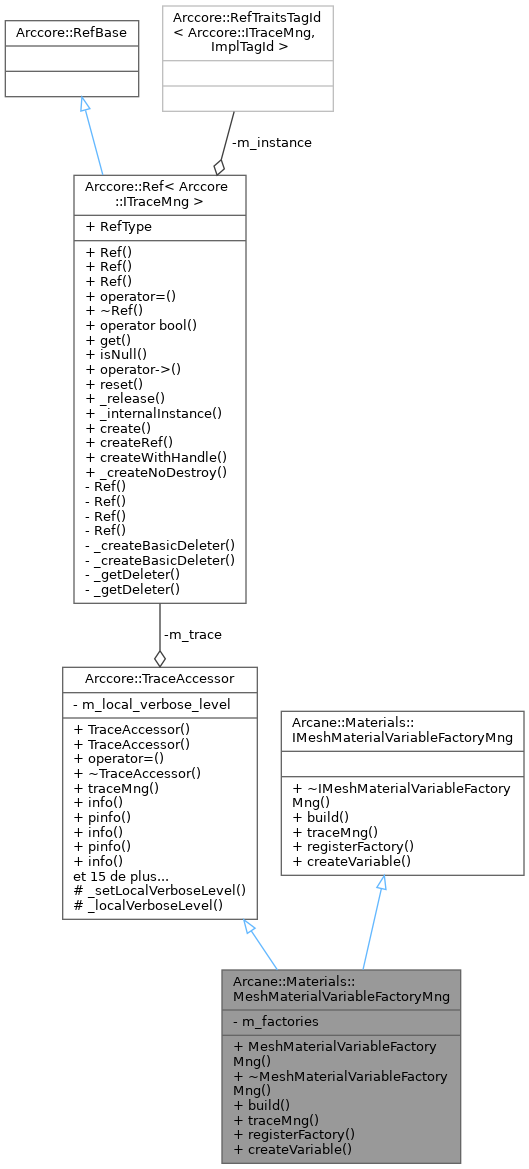 Arccore::RefBase
Arccore::RefTraitsTagId
< Arccore::ITraceMng,
ImplTagId >
-m_instance
Arccore::Ref< Arccore
::ITraceMng >
+ RefType
+ Ref()
+ Ref()
+ Ref()
+ operator=()
+ ~Ref()
+ operator bool()
+ get()
+ isNull()
+ operator->()
+ reset()
+ _release()
+ _internalInstance()
+ create()
+ createRef()
+ createWithHandle()
+ _createNoDestroy()
- Ref()
- Ref()
- Ref()
- Ref()
- _createBasicDeleter()
- _createBasicDeleter()
- _getDeleter()
- _getDeleter()
-m_trace
Arccore::TraceAccessor
- m_local_verbose_level
+ TraceAccessor()
+ TraceAccessor()
+ operator=()
+ ~TraceAccessor()
+ traceMng()
+ info()
+ pinfo()
+ info()
+ pinfo()
+ info()
et 15 de plus...
# _setLocalVerboseLevel()
# _localVerboseLevel()
Arcane::Materials::
IMeshMaterialVariableFactoryMng
+ ~IMeshMaterialVariableFactory
Mng()
+ build()
+ traceMng()
+ registerFactory()
+ createVariable()
Arcane::Materials::
MeshMaterialVariableFactoryMng
- m_factories
+ MeshMaterialVariableFactory
Mng()
+ ~MeshMaterialVariableFactory
Mng()
+ build()
+ traceMng()
+ registerFactory()
+ createVariable()